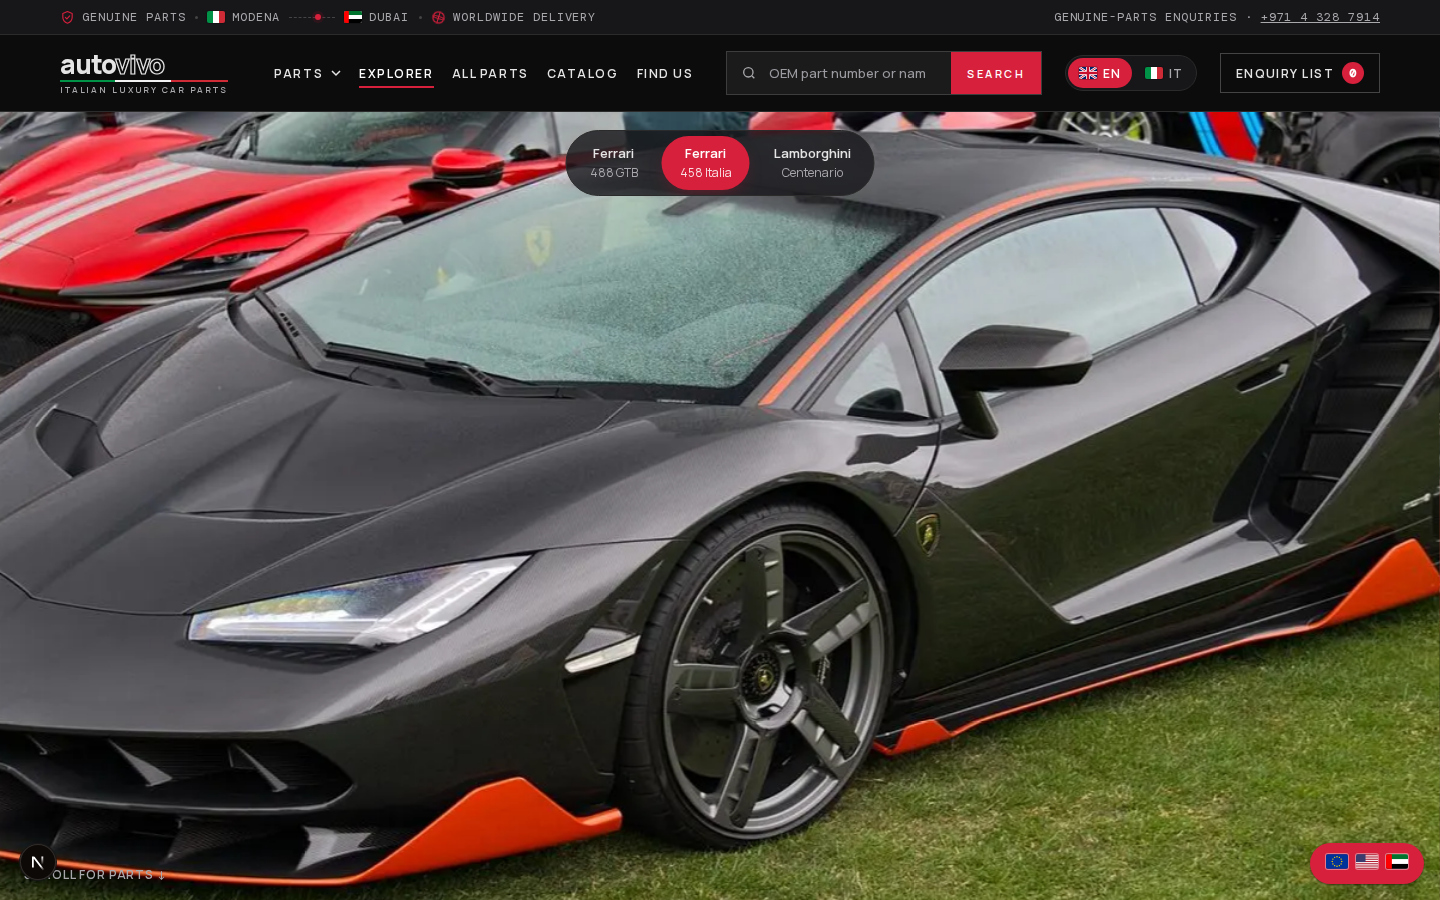 GENUINE PARTS • MODENA DUBAI • WORLDWIDE DELIVERY
GENUINE-PARTS ENQUIRIES · +971 4 328 7914
autovivo
ITALIAN LUXURY CAR PARTS
PARTS EXPLORER ALL PARTS CATALOG FIND US
OEM part number or nam
SEARCH
EN IT
ENQUIRY LIST 0
Ferrari
488 GTB
Ferrari
458 Italia
Lamborghini
Centenario
N
FOR PARTS ↓